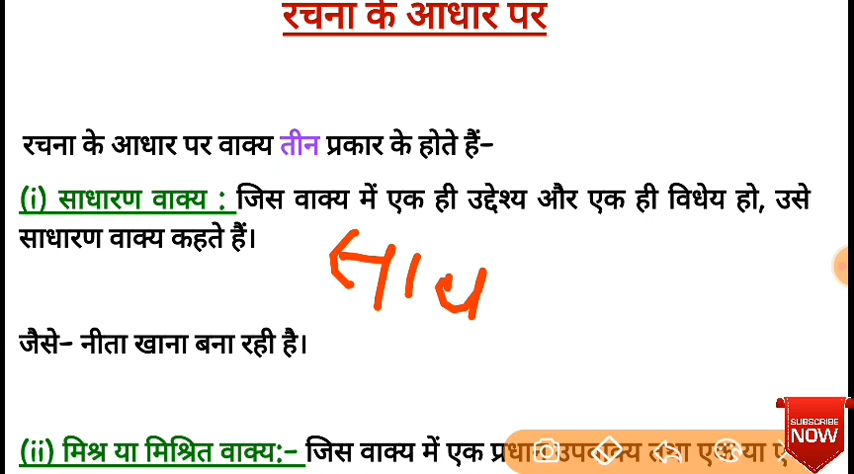 रचना के आधार पर
रचना के आधार पर वाक्य तीन प्रकार के होते हैं-
(i) साधारण वाक्य : जिस वाक्य में एक ही उद्देश्य और एक ही विधेय हो, उसे
साधारण वाक्य कहते हैं।
जैसे- नीता खाना बना रही है।
(ii) मिश्र या मिश्रित वाक्य:- जिस वाक्य में एक प्रधान उपवाक्य तथा एक या
SUBSCRIBE
NOW